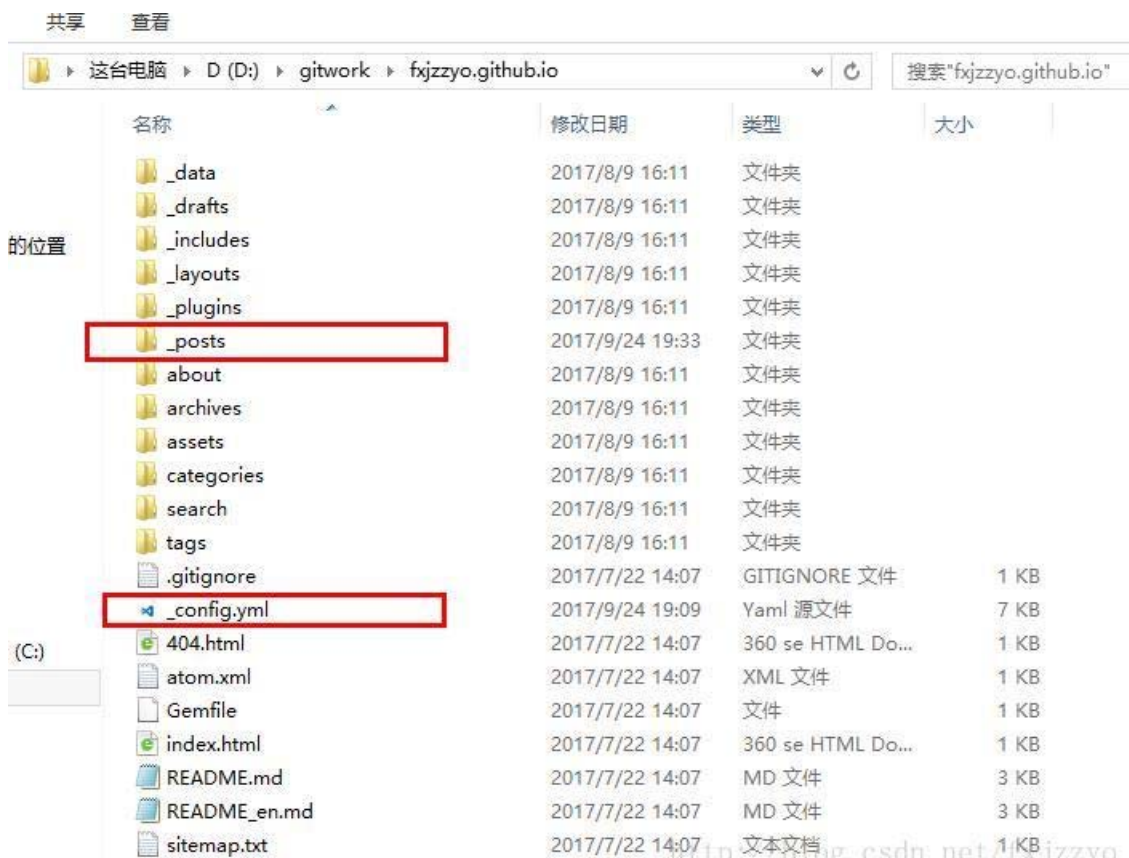 共享 查看
这台电脑 D (D:) gitwork fxjzzyo.github.io 搜索"fxjzzyo.github.io"
名称 修改日期 类型 大小
_data 2017/8/9 16:11 文件夹
_drafts 2017/8/9 16:11 文件夹
的位置 _includes 2017/8/9 16:11 文件夹
_layouts 2017/8/9 16:11 文件夹
_plugins 2017/8/9 16:11 文件夹
_posts 2017/9/24 19:33 文件夹
about 2017/8/9 16:11 文件夹
archives 2017/8/9 16:11 文件夹
assets 2017/8/9 16:11 文件夹
categories 2017/8/9 16:11 文件夹
search 2017/8/9 16:11 文件夹
tags 2017/8/9 16:11 文件夹
.gitignore 2017/7/22 14:07 GITIGNORE 文件 1 KB
_config.yml 2017/9/24 19:09 Yaml 源文件 7 KB
(C:) 404.html 2017/7/22 14:07 360 se HTML Do... 1 KB
atom.xml 2017/7/22 14:07 XML 文件 1 KB
Gemfile 2017/7/22 14:07 文件 1 KB
index.html 2017/7/22 14:07 360 se HTML Do... 1 KB
README.md 2017/7/22 14:07 MD 文件 3 KB
README_en.md 2017/7/22 14:07 MD 文件 3 KB
sitemap.txt 2017/7/22 14:07 文本文档 1 KB